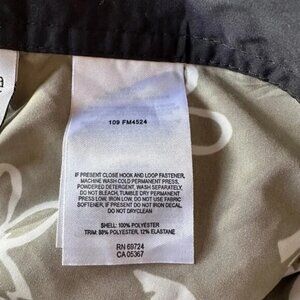 109 FM4524
IF PRESENT CLOSE HOOK AND LOOP FASTENER,
MACHINE WASH COLD PERMANENT PRESS,
POWDERED DETERGENT, WASH SEPARATELY,
DO NOT BLEACH, TUMBLE DRY PERMANENT
PRESS LOW, IRON LOW, DO NOT USE FABRIC
SOFTENER, IF PRESENT DO NOT IRON DECAL,
DO NOT DRYCLEAN
SHELL: 100% POLYESTER
TRIM: 88% POLYESTER, 12% ELASTANE
RN 69724
CA 05367